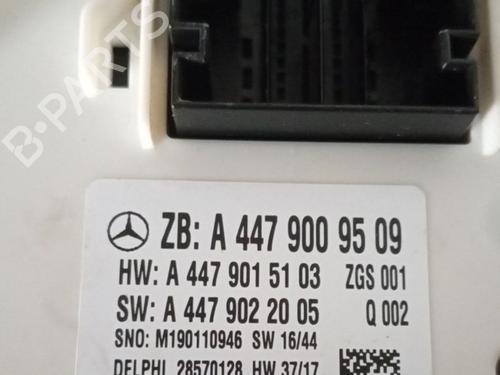 B-PARTS
ZB: A 447 900 95 09
HW: A 447 901 51 03 ZGS 001
SW: A 447 902 20 05 Q 002
SNO: M190110946 SW 16/44
DELPHI 28570128 HW 37/17